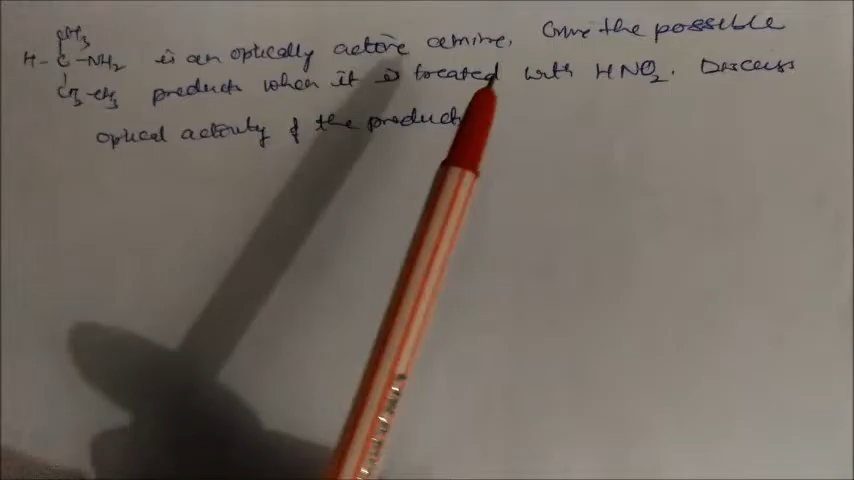 CH3
H - C - NH2 is an optically active amine. Give the possible
CH2-CH3 products when it is treated with HNO2. Discuss
optical activity of the products